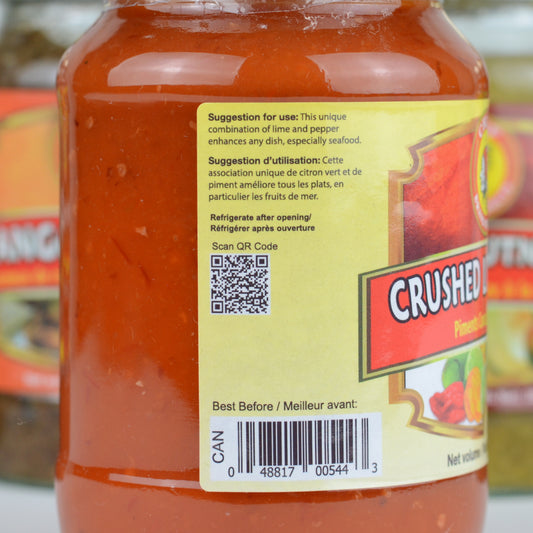 Suggestion for use: This unique
combination of lime and pepper
enhances any dish, especially seafood.
Suggestion d'utilisation: Cette
association unique de citron vert et de
piment améliore tous les plats, en
particulier les fruits de mer.
Refrigerate after opening/
Réfrigérer après ouverture
Scan QR Code
CRUSHED
Piment
Best Before / Meilleur avant:
CAN
0 48817 00544 3
Net volume